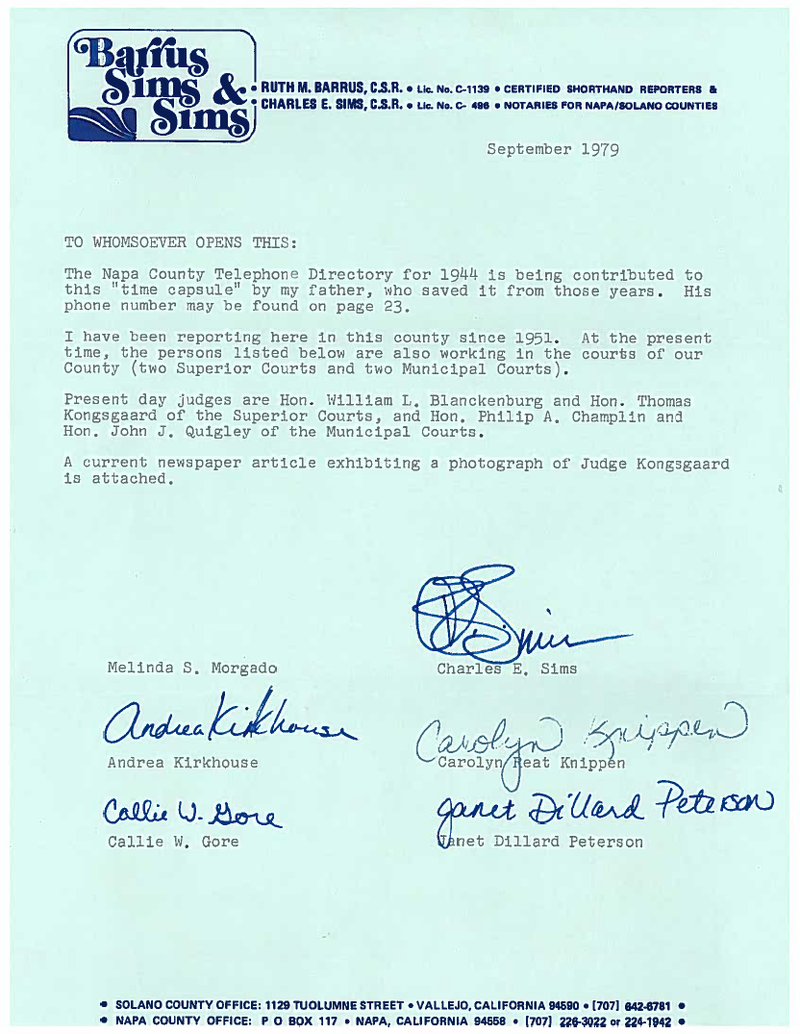 Barrus
Sims &
Sims
• RUTH M. BARRUS, C.S.R. • Lic. No. C-1139 • CERTIFIED SHORTHAND REPORTERS &
• CHARLES E. SIMS, C.S.R. • Lic. No. C- 496 • NOTARIES FOR NAPA/SOLANO COUNTIES
September 1979
TO WHOMSOEVER OPENS THIS:
The Napa County Telephone Directory for 1944 is being contributed to
this "time capsule" by my father, who saved it from those years. His
phone number may be found on page 23.
I have been reporting here in this county since 1951. At the present
time, the persons listed below are also working in the courts of our
County (two Superior Courts and two Municipal Courts).
Present day judges are Hon. William L. Blanckenburg and Hon. Thomas
Kongsgaard of the Superior Courts, and Hon. Philip A. Champlin and
Hon. John J. Quigley of the Municipal Courts.
A current newspaper article exhibiting a photograph of Judge Kongsgaard
is attached.
Sims
Melinda S. Morgado Charles E. Sims
Andrea Kirkhouse Carolyn Knippen
Andrea Kirkhouse Carolyn Reat Knippen
Callie W. Gore Janet Dillard Peterson
Callie W. Gore Janet Dillard Peterson
• SOLANO COUNTY OFFICE: 1129 TUOLUMNE STREET • VALLEJO, CALIFORNIA 94590 • [707] 642-6781 •
• NAPA COUNTY OFFICE: P O BOX 117 • NAPA, CALIFORNIA 94558 • [707] 226-3022 or 224-1942 •